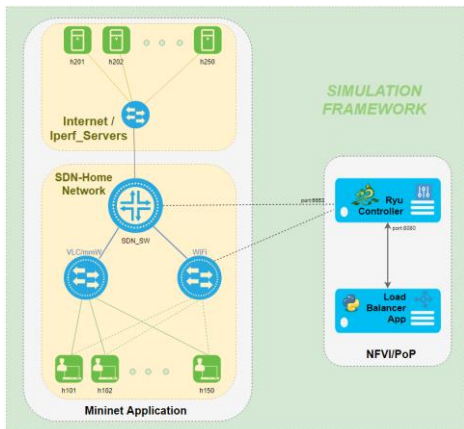 h201
h202
h250
SIMULATION
FRAMEWORK
Internet /
Iperf_Servers
SDN-Home
Network
port:6653
Ryu
Controller
SDN_SW
port:8080
VLC/mmW
WiFi
Load
Balancer
App
NFVI/PoP
h101
h102
h150
Mininet Application